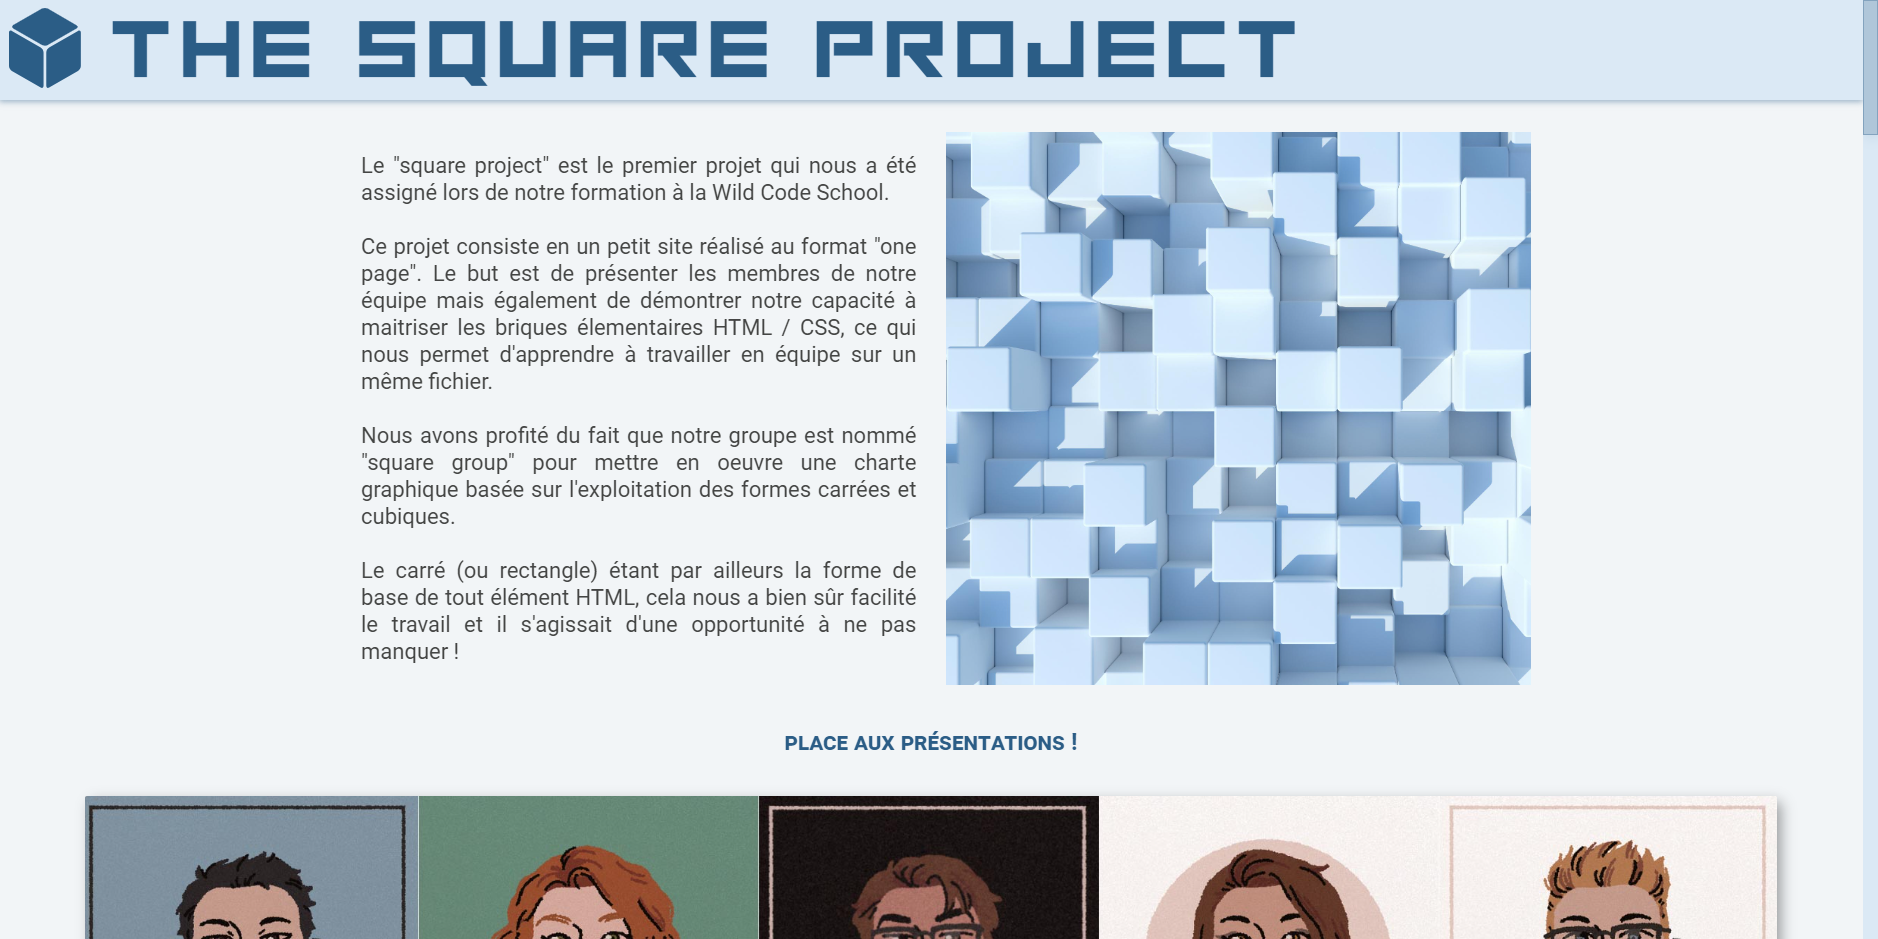 THE SQUARE PROJECT
Le "square project" est le premier projet qui nous a été
assigné lors de notre formation à la Wild Code School.
Ce projet consiste en un petit site réalisé au format "one
page". Le but est de présenter les membres de notre
équipe mais également de démontrer notre capacité à
maitriser les briques élementaires HTML / CSS, ce qui
nous permet d'apprendre à travailler en équipe sur un
même fichier.
Nous avons profité du fait que notre groupe est nommé
"square group" pour mettre en oeuvre une charte
graphique basée sur l'exploitation des formes carrées et
cubiques.
Le carré (ou rectangle) étant par ailleurs la forme de
base de tout élément HTML, cela nous a bien sûr facilité
le travail et il s'agissait d'une opportunité à ne pas
manquer !
PLACE AUX PRÉSENTATIONS !